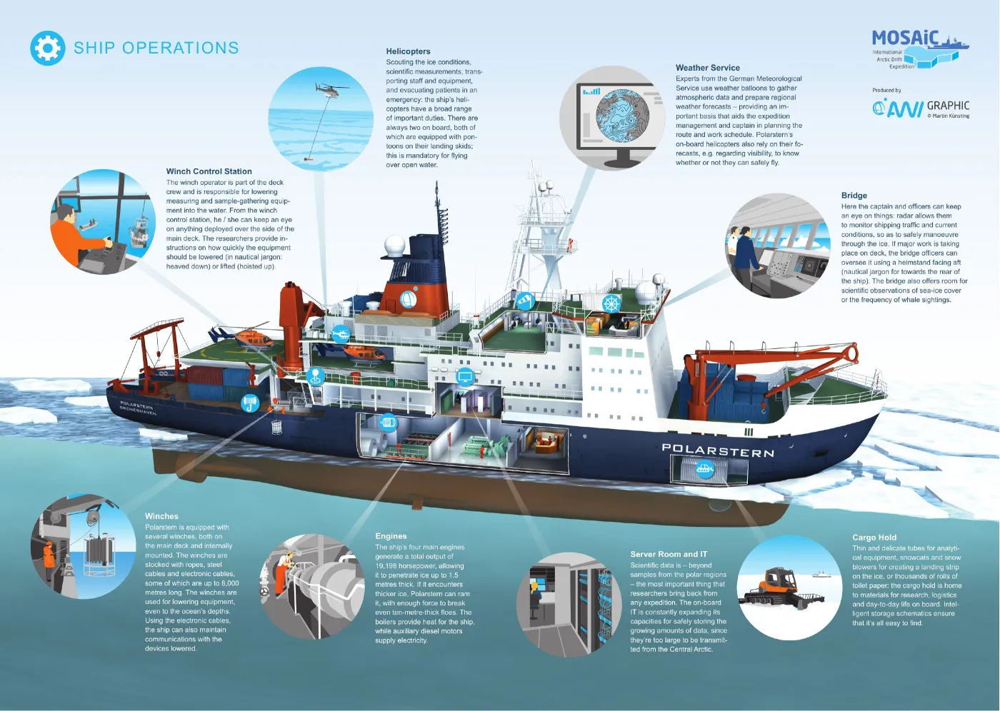 SHIP OPERATIONS
Helicopters
Scouting the ice conditions,
scientific measurements, trans-
porting staff and equipment,
and evacuating patients in an
emergency: the ship's heli-
copters have a broad range
of important duties. There are
always two on board, both of
which are equipped with pon-
toons on their landing skids;
this is mandatory for flying
over open water.
Weather Service
Experts from the German Meteorological
Service use weather balloons to gather
atmospheric data and prepare regional
weather forecasts – providing an im-
portant basis that aids the expedition
management and captain in planning the
route and work schedule. Polarstern's
on-board helicopters also rely on their fo-
recasts, e.g. regarding visibility, to know
whether or not they can safely fly.
MOSAiC
International
Arctic Drift
Expedition
Produced by
AWI GRAPHIC
© Martin Künsting
Winch Control Station
The winch operator is part of the deck
crew and is responsible for lowering
measuring and sample-gathering equip-
ment into the water. From the winch
control station, he / she can keep an eye
on anything deployed over the side of the
main deck. The researchers provide in-
structions on how quickly the equipment
should be lowered (in nautical jargon:
heaved down) or lifted (hoisted up).
Bridge
Here the captain and officers can keep
an eye on things: radar allows them
to monitor shipping traffic and current
conditions, so as to safely manoeuvre
through the ice. If major work is taking
place on deck, the bridge officers can
oversee it using a helmstand facing aft
(nautical jargon for towards the rear of
the ship). The bridge also offers room for
scientific observations of sea-ice cover
or the frequency of whale sightings.
POLARSTERN
BREMERHAVEN
POLARSTERN
Winches
Polarstern is equipped with
several winches, both on
the main deck and internally
mounted. The winches are
stocked with ropes, steel
cables and electronic cables,
some of which are up to 8,000
metres long. The winches are
used for lowering equipment,
even to the ocean's depths.
Using the electronic cables,
the ship can also maintain
communications with the
devices lowered.
Engines
The ship's four main engines
generate a total output of
19,198 horsepower, allowing
it to penetrate ice up to 1.5
metres thick. If it encounters
thicker ice, Polarstern can ram
it, with enough force to break
even ten-metre-thick floes. The
boilers provide heat for the ship,
while auxiliary diesel motors
supply electricity.
Server Room and IT
Scientific data is – beyond
samples from the polar regions
– the most important thing that
researchers bring back from
any expedition. The on-board
IT is constantly expanding its
capacities for safely storing the
growing amounts of data, since
they're too large to be transmit-
ted from the Central Arctic.
Cargo Hold
Thin and delicate tubes for analyti-
cal equipment, snowcats and snow
blowers for creating a landing strip
on the ice, or thousands of rolls of
toilet paper: the cargo hold is home
to materials for research, logistics
and day-to-day life on board. Intel-
ligent storage schematics ensure
that it's all easy to find.